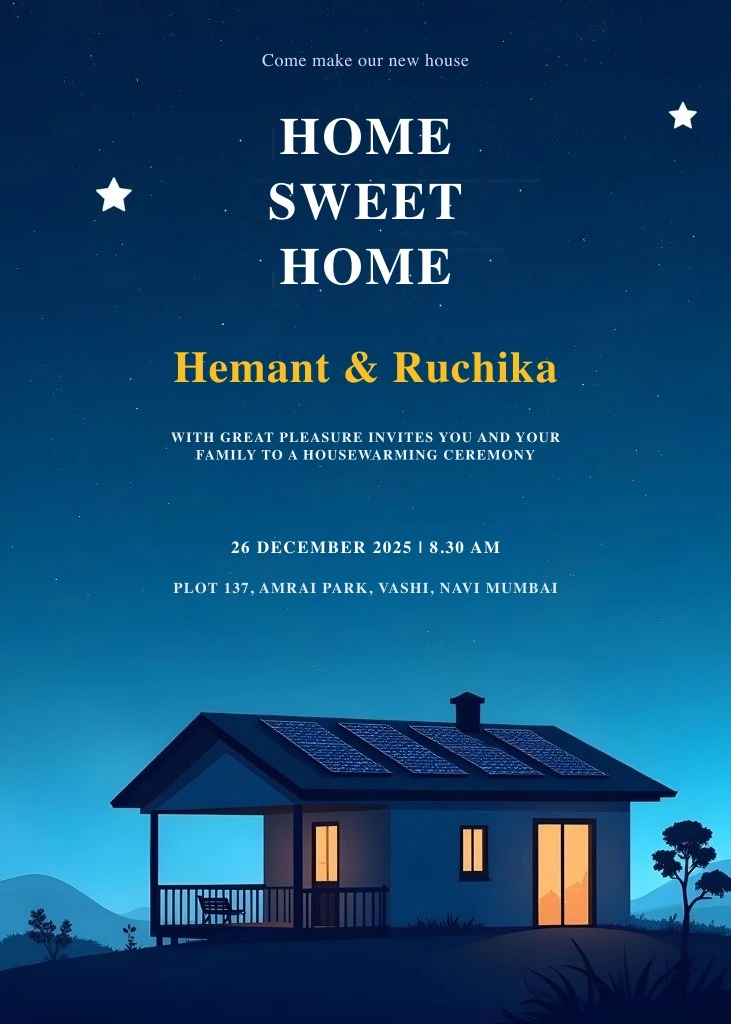 Come make our new house
HOME
SWEET
HOME
Hemant & Ruchika
WITH GREAT PLEASURE INVITES YOU AND YOUR
FAMILY TO A HOUSEWARMING CEREMONY
26 DECEMBER 2025 | 8.30 AM
PLOT 137, AMRAI PARK, VASHI, NAVI MUMBAI